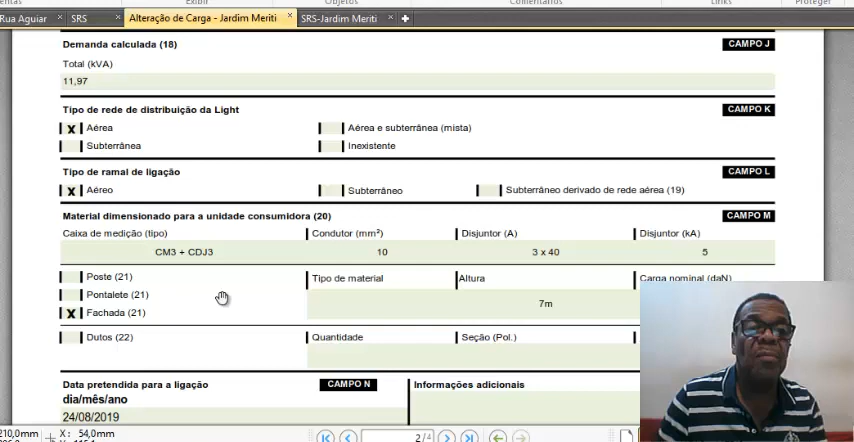 Exibir Objetos Comentários Links Proteger
Rua Aguiar SRS Alteração de Carga - Jardim Meriti SRS-Jardim Meriti
Demanda calculada (18) CAMPO J
Total (kVA)
11,97
Tipo de rede de distribuição da Light CAMPO K
x Aérea Aérea e subterrânea (mista)
Subterrânea Inexistente
Tipo de ramal de ligação CAMPO L
x Aéreo Subterrâneo Subterrâneo derivado de rede aérea (19)
Material dimensionado para a unidade consumidora (20) CAMPO M
Caixa de medição (tipo) Condutor (mm²) Disjuntor (A) Disjuntor (kA)
CM3 + CDJ3 10 3 x 40 5
Poste (21) Tipo de material Altura Carga nominal (daN)
Pontalete (21)
7m
x Fachada (21)
Dutos (22) Quantidade Seção (Pol.)
Data pretendida para a ligação CAMPO N Informações adicionais
dia/mês/ano
24/08/2019
210,0mm X : 54,0mm 2/4